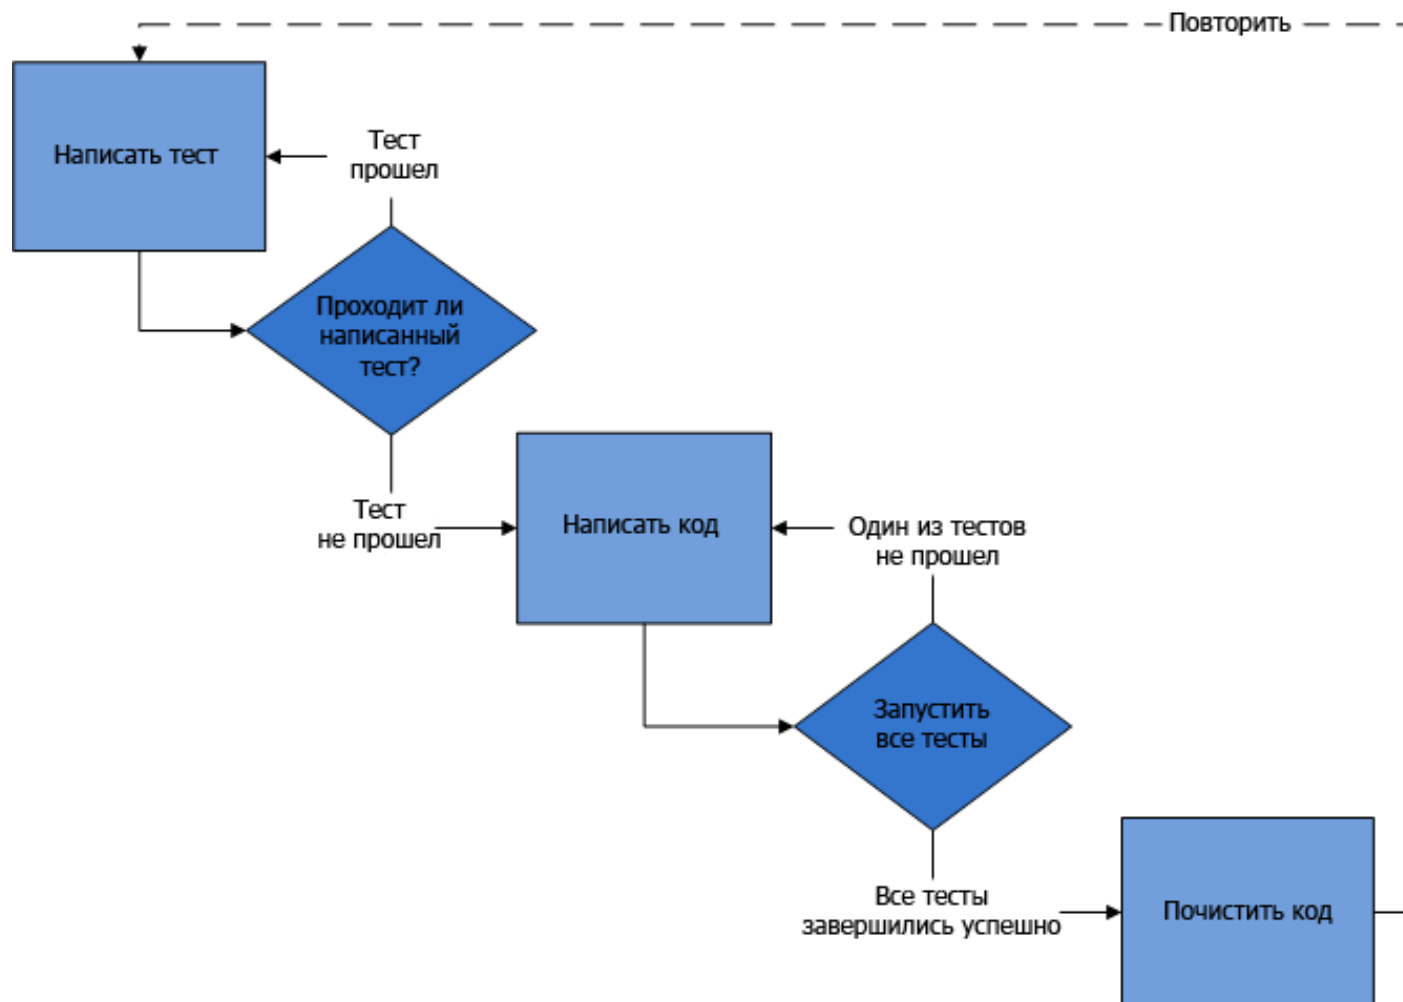 Повторить
Написать тест
Тест
прошел
Проходит ли
написанный
тест?
Тест
не прошел
Написать код
Один из тестов
не прошел
Запустить
все тесты
Все тесты
завершились успешно
Почистить код